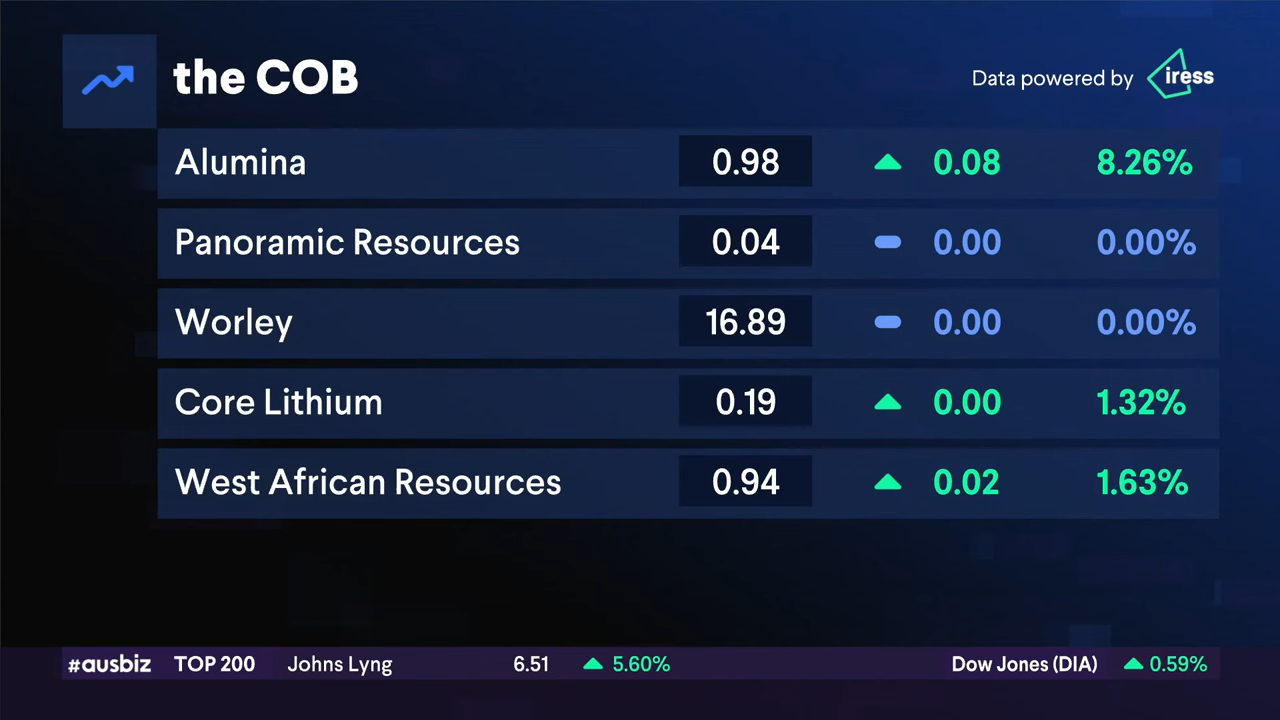 the COB
Data powered by iress
Alumina 0.98 0.08 8.26%
Panoramic Resources 0.04 0.00 0.00%
Worley 16.89 0.00 0.00%
Core Lithium 0.19 0.00 1.32%
West African Resources 0.94 0.02 1.63%
#ausbiz TOP 200 Johns Lyng 6.51 5.60% Dow Jones (DIA) 0.59%